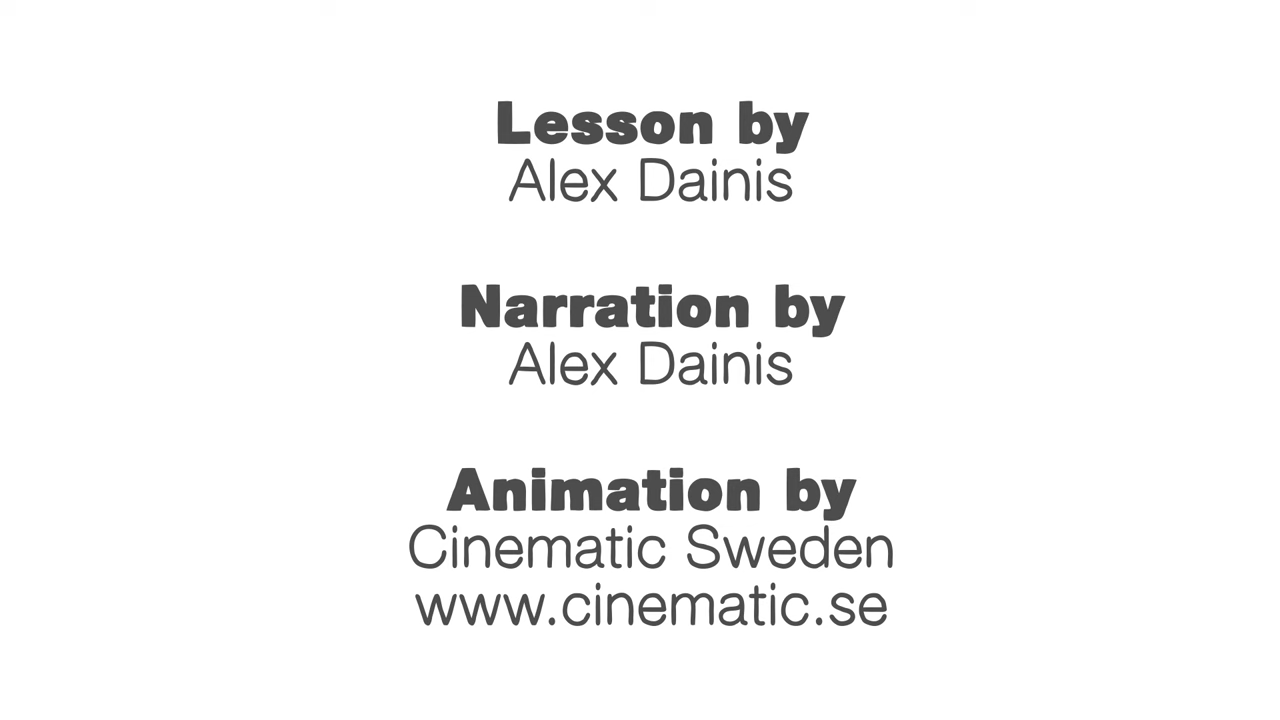 Lesson by
Alex Dainis
Narration by
Alex Dainis
Animation by
Cinematic Sweden
www.cinematic.se